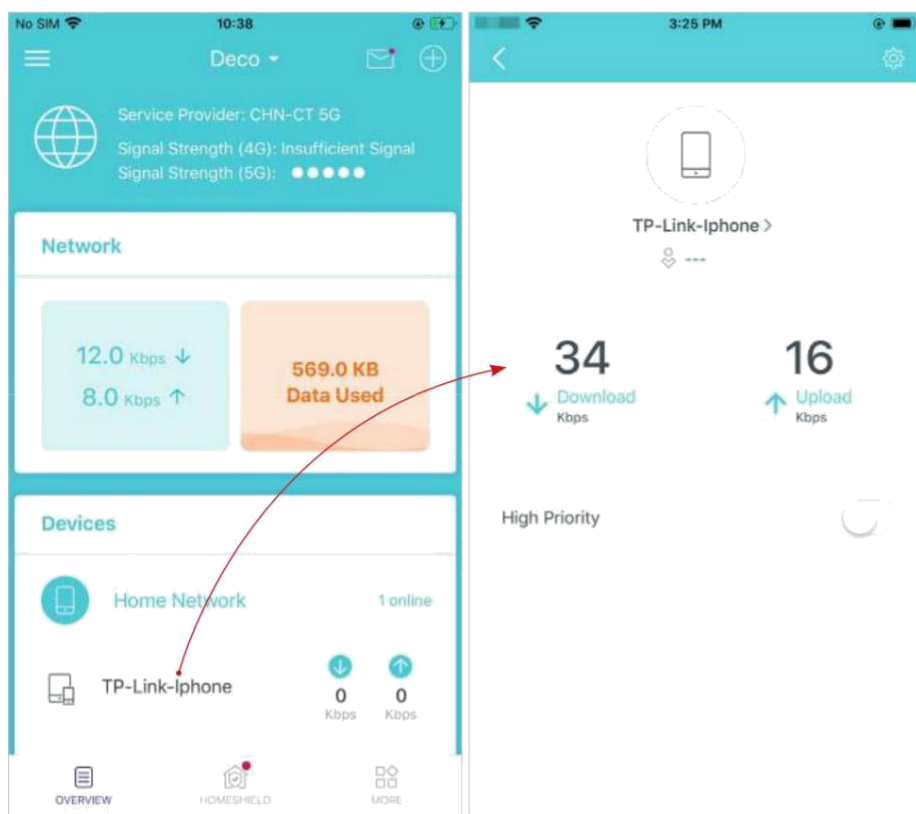 No SIM
10:38
Deco
Service Provider: CHN-CT 5G
Signal Strength (4G): Insufficient Signal
Signal Strength (5G):
Network
12.0 Kbps ↓
8.0 Kbps ↑
569.0 KB
Data Used
Devices
Home Network
1 online
TP-Link-Iphone
0
Kbps
0
Kbps
OVERVIEW
HOMESHIELD
MORE
3:25 PM
TP-Link-Iphone >
---
34
↓ Download
Kbps
16
↑ Upload
Kbps
High Priority